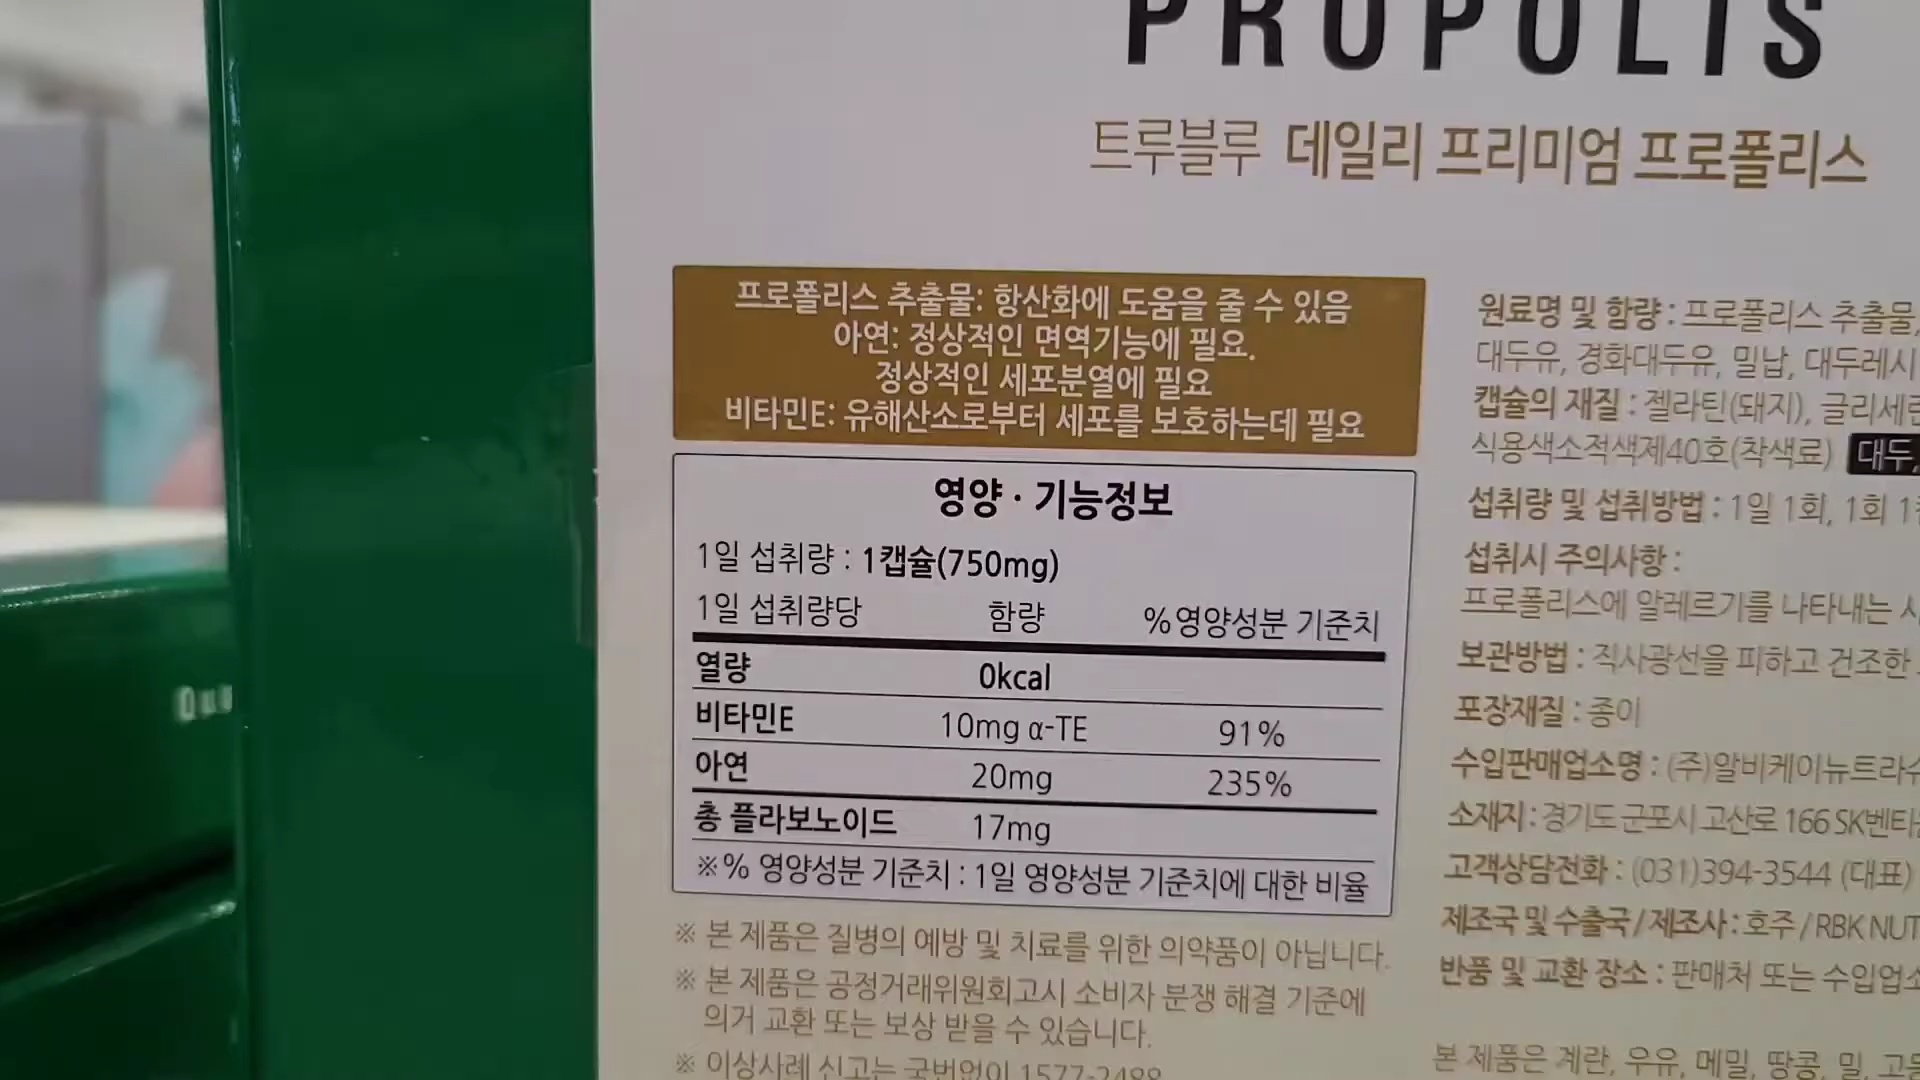 PROPOLIS
트루블루 데일리 프리미엄 프로폴리스
프로폴리스 추출물: 항산화에 도움을 줄 수 있음
아연: 정상적인 면역기능에 필요.
정상적인 세포분열에 필요
비타민E: 유해산소로부터 세포를 보호하는데 필요
영양 · 기능정보
1일 섭취량 : 1캡슐(750mg)
1일 섭취량당 함량 %영양성분 기준치
열량 0kcal
비타민E 10mg α-TE 91%
아연 20mg 235%
총 플라보노이드 17mg
※% 영양성분 기준치 : 1일 영양성분 기준치에 대한 비율
※ 본 제품은 질병의 예방 및 치료를 위한 의약품이 아닙니다.
※ 본 제품은 공정거래위원회고시 소비자 분쟁 해결 기준에
의거 교환 또는 보상 받을 수 있습니다.
※ 이상사례 신고는 국번없이 1577-2488
원료명 및 함량 : 프로폴리스 추출물,
대두유, 경화대두유, 밀납, 대두레시
캡슐의 재질 : 젤라틴(돼지), 글리세린
식용색소적색제40호(착색료) 대두,
섭취량 및 섭취방법 : 1일 1회, 1회 1
섭취시 주의사항 :
프로폴리스에 알레르기를 나타내는
보관방법 : 직사광선을 피하고 건조한
포장재질 : 종이
수입판매업소명 : (주)알비케이뉴트라
소재지 : 경기도 군포시 고산로 166 SK벤티
고객상담전화 : (031)394-3544 (대표)
제조국 및 수출국 / 제조사 : 호주 / RBK NUT
반품 및 교환 장소 : 판매처 또는 수입업소
본 제품은 계란, 우유, 메밀, 땅콩, 밀, 고등